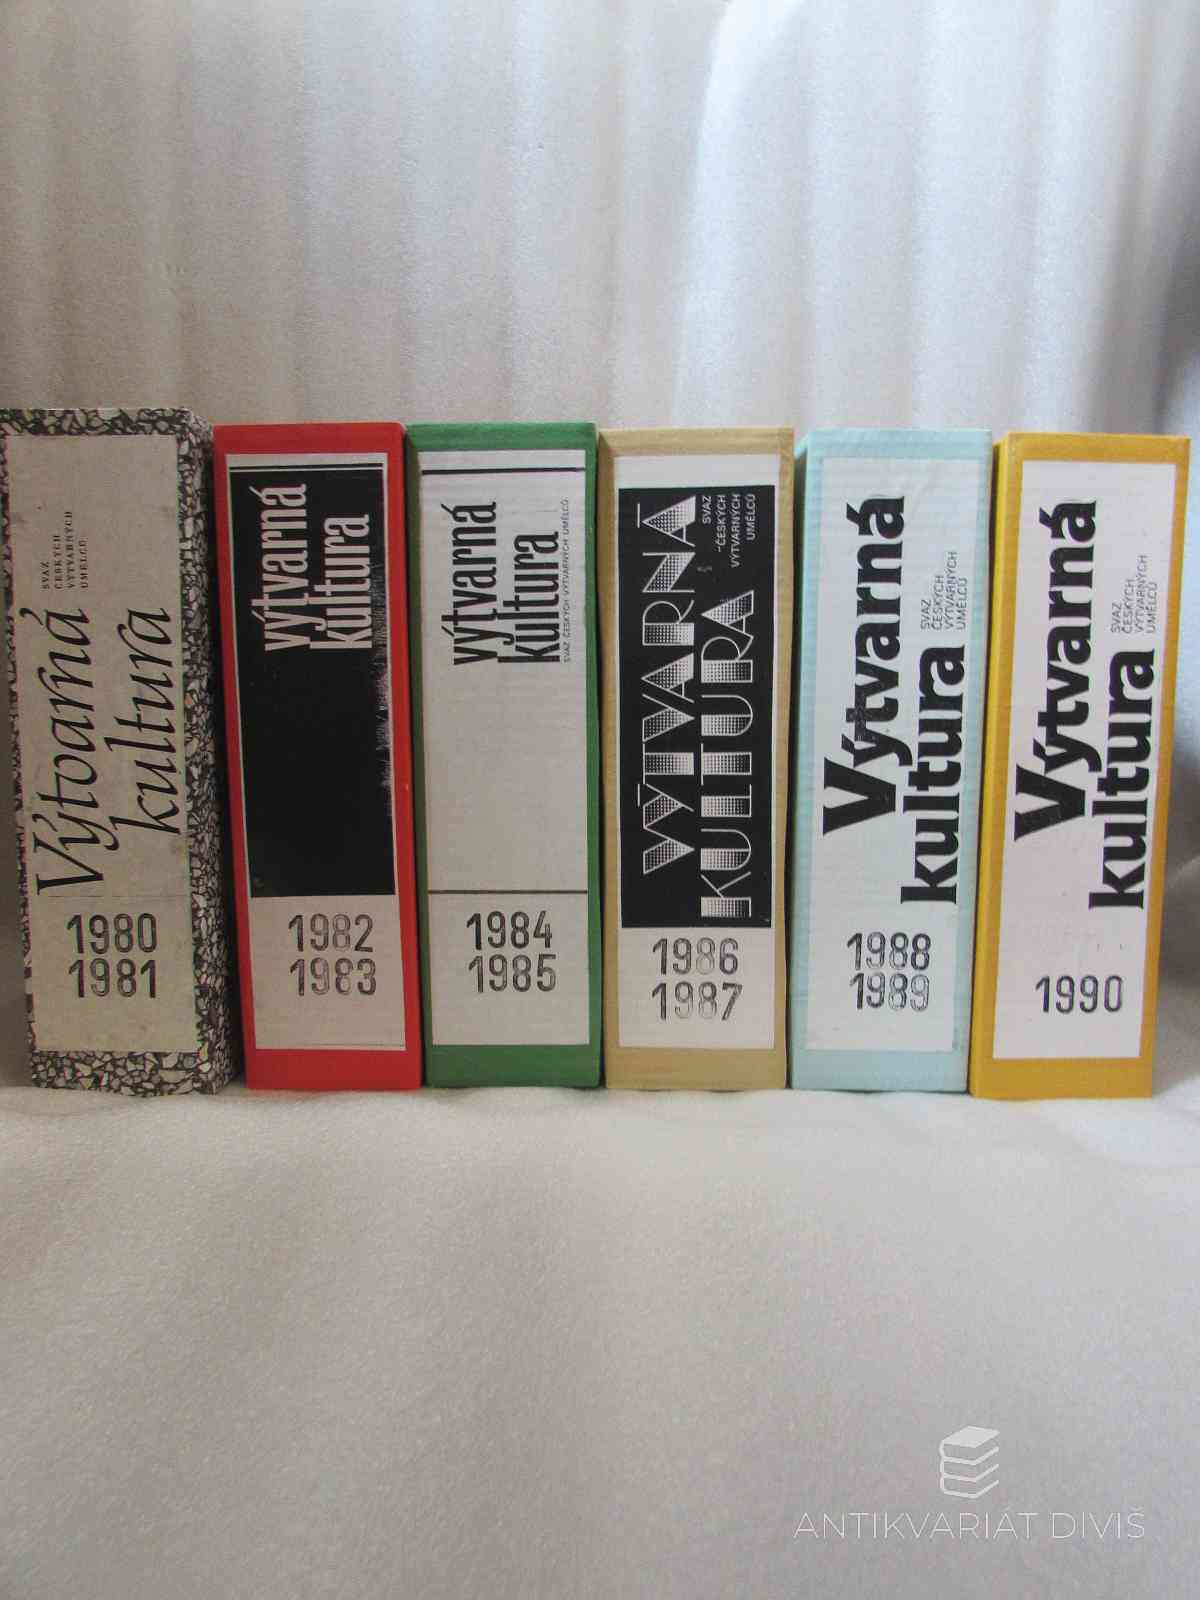 Výtvarná
kultura
SVAZ
ČESKÝCH
VÝTVARNÝCH
UMĚLCŮ
1980
1981
výtvarná
kultura
1982
1983
výtvarná
kultura
SVAZ ČESKÝCH VÝTVARNÝCH UMĚLCŮ
1984
1985
VÝTVARNÁ
KULTURA
SVAZ
ČESKÝCH
VÝTVARNÝCH
UMĚLCŮ
1986
1987
Výtvarná
kultura
SVAZ
ČESKÝCH
VÝTVARNÝCH
UMĚLCŮ
1988
1989
Výtvarná
kultura
SVAZ
ČESKÝCH
VÝTVARNÝCH
UMĚLCŮ
1990
ANTIKVARIÁT DIVIŠ